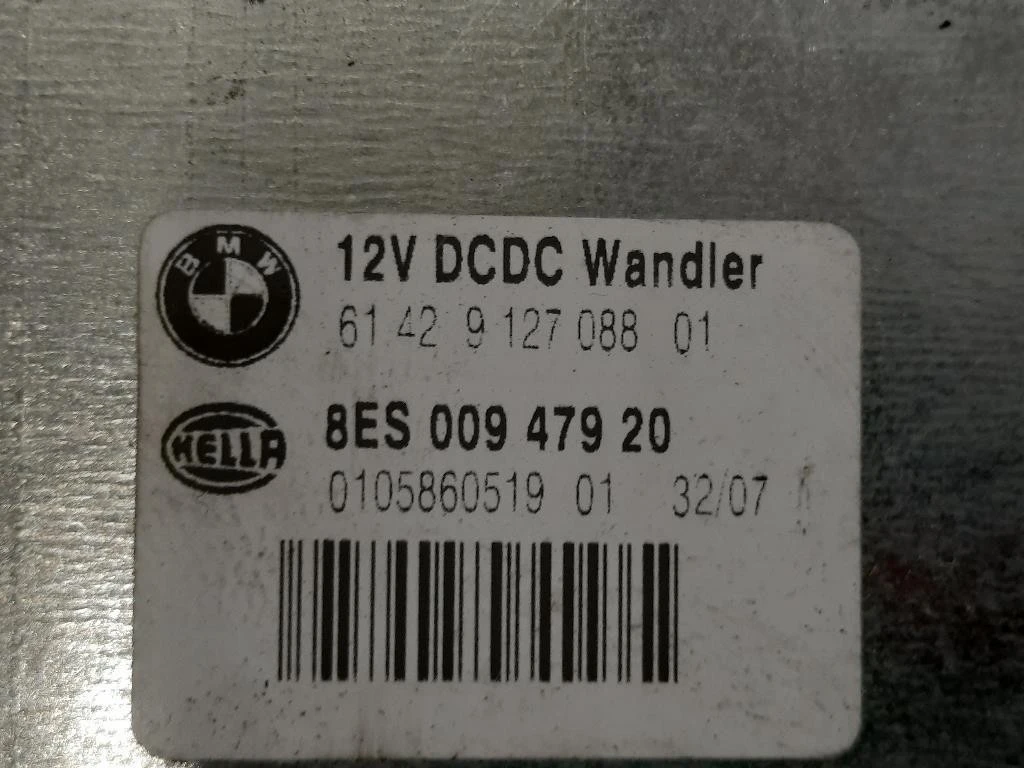 BMW
12V DCDC Wandler
61 42 9 127 088 01
HELLA
8ES 009 479 20
0105860519 01 32/07